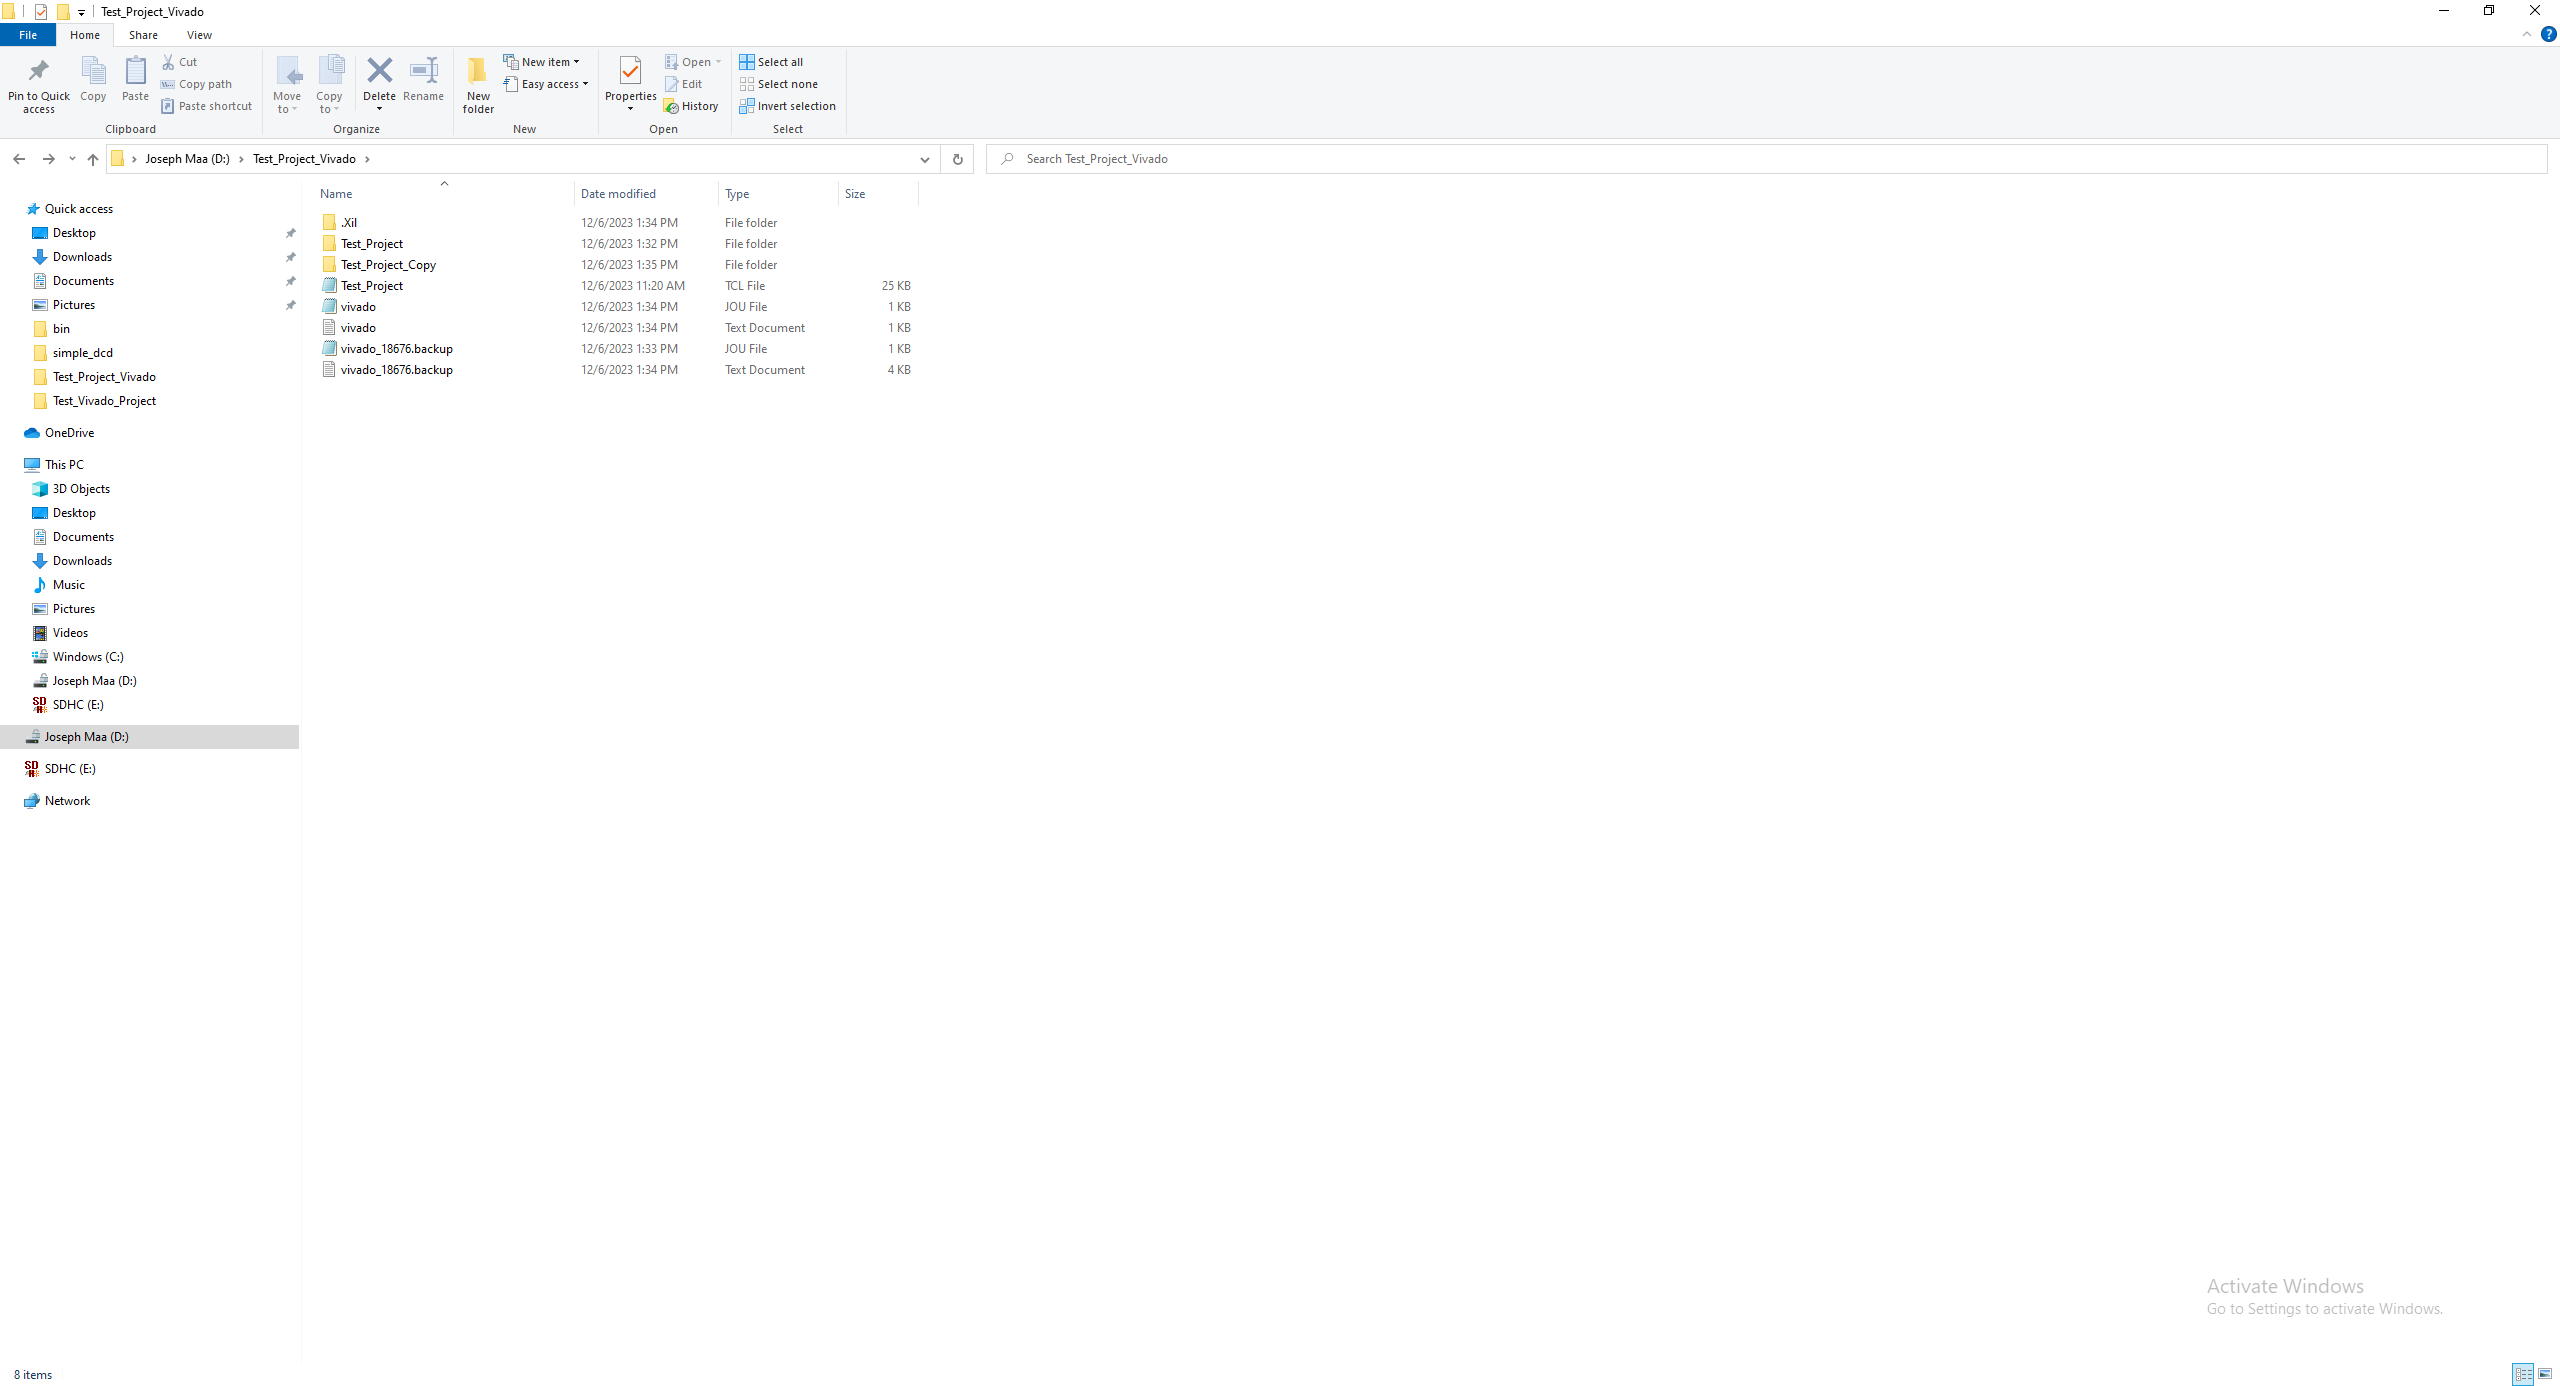 Test_Project_Vivado
File Home Share View
Pin to Quick access
Copy
Paste
Cut
Copy path
Paste shortcut
Clipboard
Move to
Copy to
Delete
Rename
Organize
New folder
New item
Easy access
New
Properties
Open
Edit
History
Open
Select all
Select none
Invert selection
Select
Joseph Maa (D:) Test_Project_Vivado
Search Test_Project_Vivado
Quick access
Desktop
Downloads
Documents
Pictures
bin
simple_dcd
Test_Project_Vivado
Test_Vivado_Project
OneDrive
This PC
3D Objects
Desktop
Documents
Downloads
Music
Pictures
Videos
Windows (C:)
Joseph Maa (D:)
SDHC (E:)
Joseph Maa (D:)
SDHC (E:)
Network
Name Date modified Type Size
.Xil 12/6/2023 1:34 PM File folder
Test_Project 12/6/2023 1:32 PM File folder
Test_Project_Copy 12/6/2023 1:35 PM File folder
Test_Project 12/6/2023 11:20 AM TCL File 25 KB
vivado 12/6/2023 1:34 PM JOU File 1 KB
vivado 12/6/2023 1:34 PM Text Document 1 KB
vivado_18676.backup 12/6/2023 1:33 PM JOU File 1 KB
vivado_18676.backup 12/6/2023 1:34 PM Text Document 4 KB
Activate Windows
Go to Settings to activate Windows.
8 items